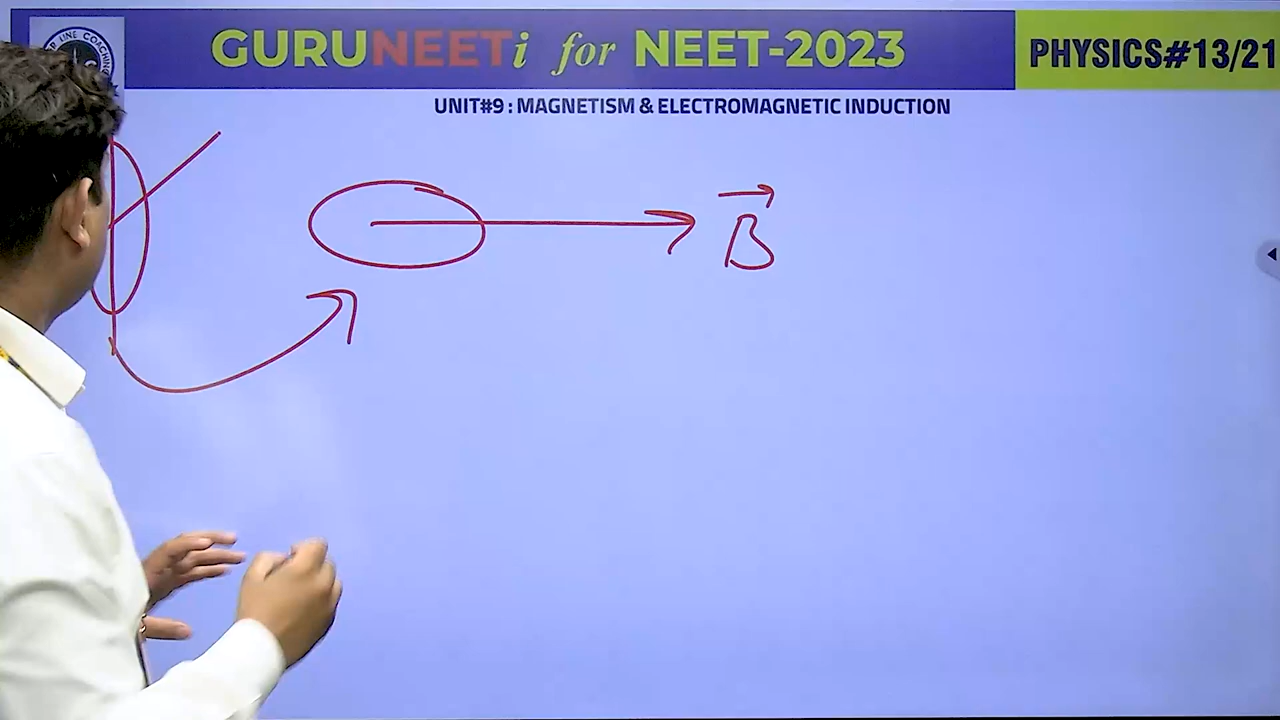 GURUNEETi for NEET-2023
PHYSICS#13/21
UNIT#9 : MAGNETISM & ELECTROMAGNETIC INDUCTION
B